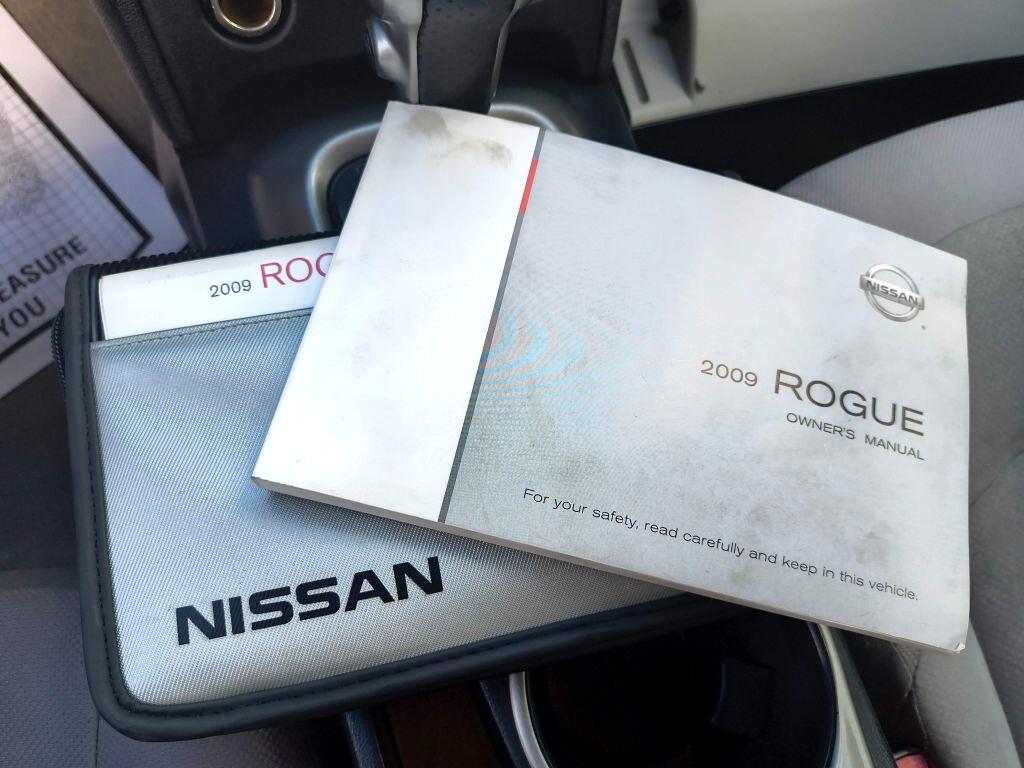 EASURE
YOU
2009 ROG
NISSAN
NISSAN
2009 ROGUE
OWNER'S MANUAL
For your safety, read carefully and keep in this vehicle.